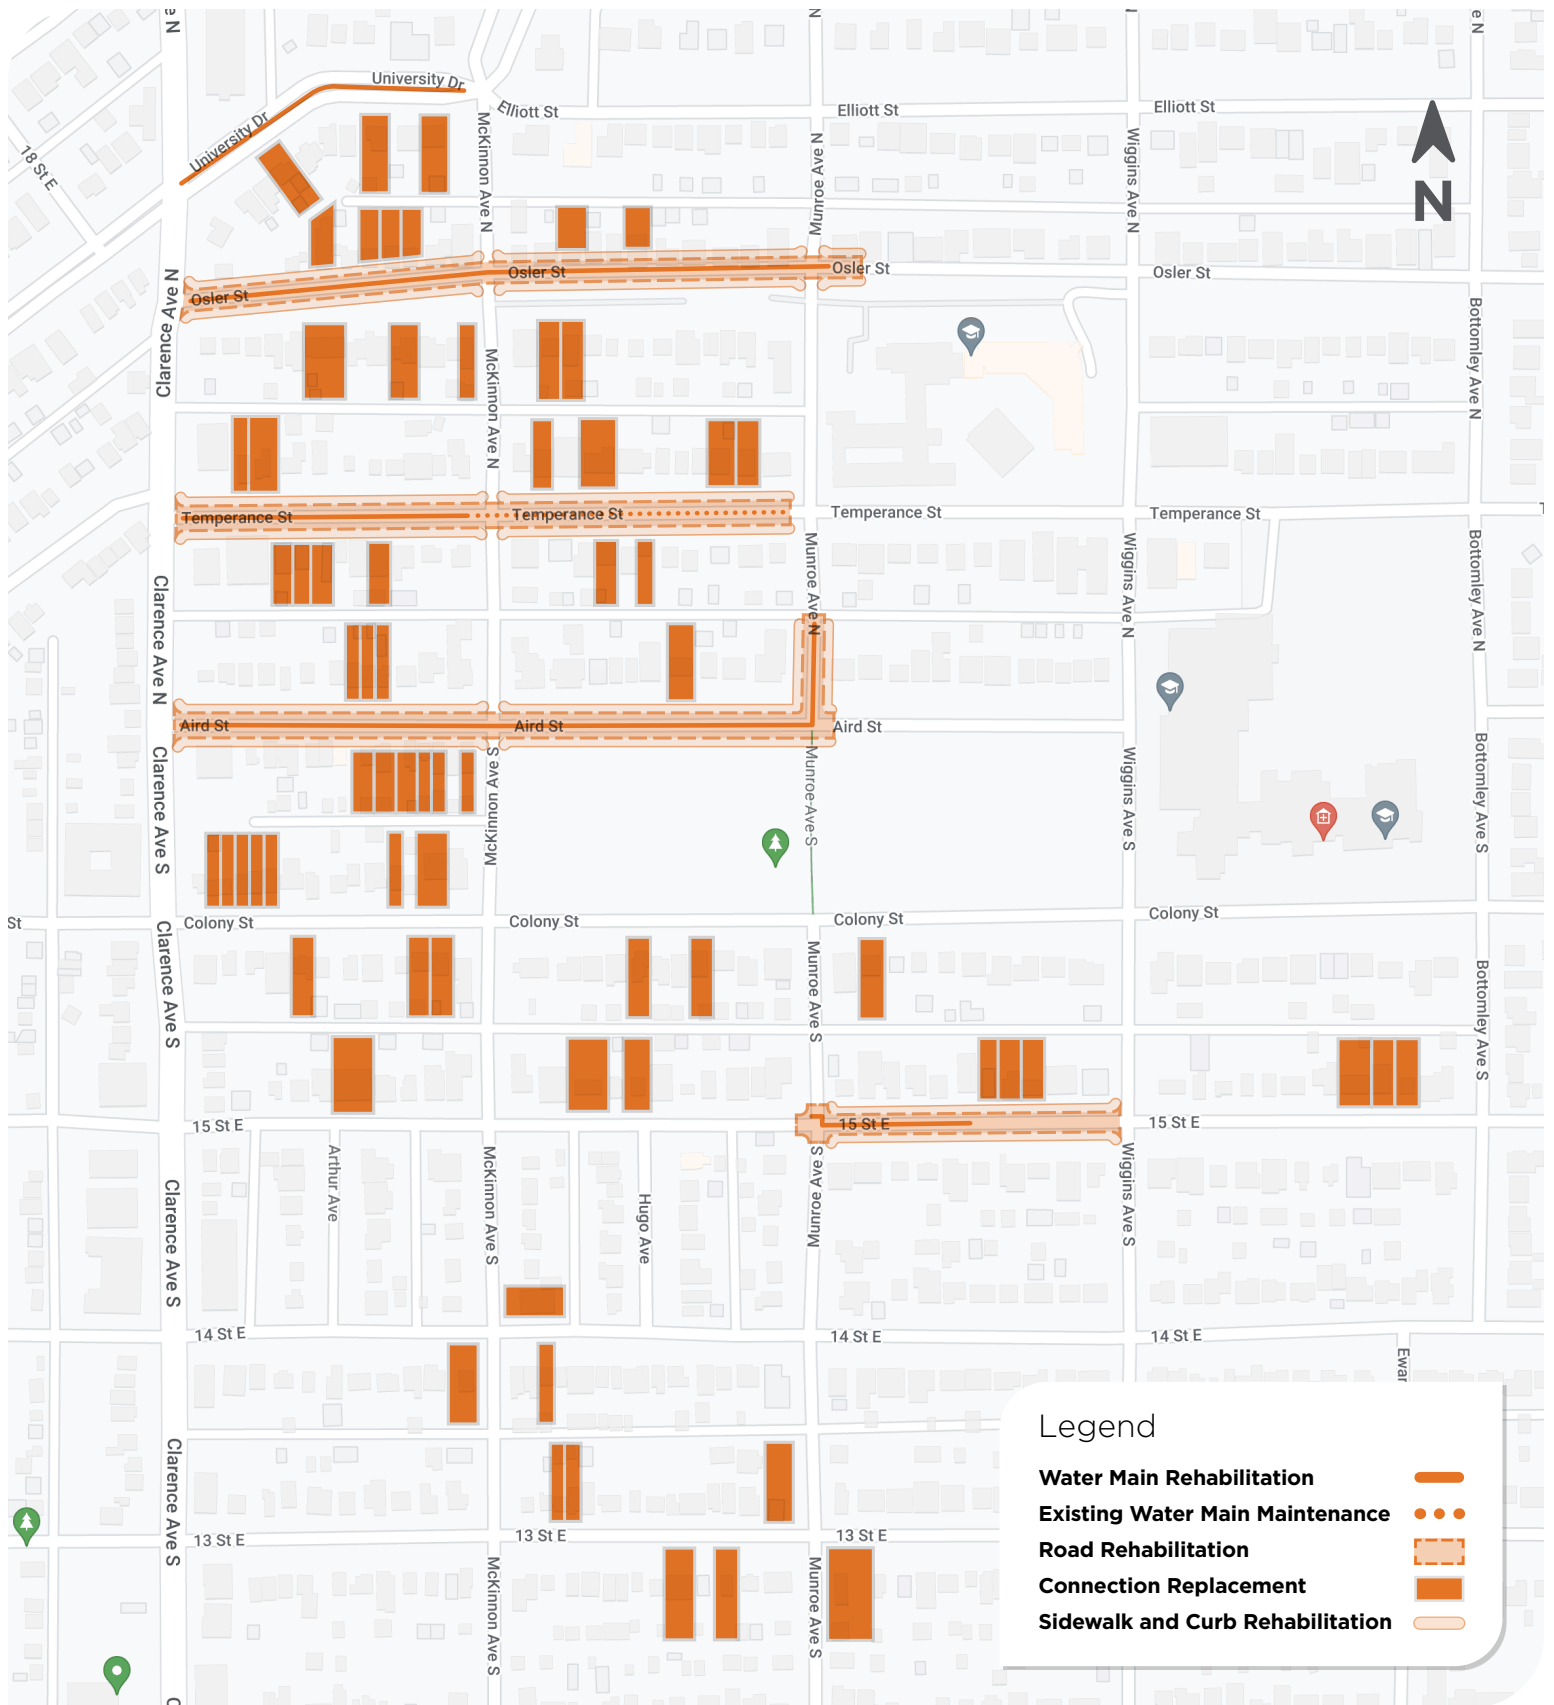 e N
N
e N
University Dr
Elliott St
Elliott St
Elliott St
University Dr
18 St E
McKinnon Ave N
Munroe Ave N
Wiggins Ave N
N
Osler St
Osler St
Osler St
Osler St
Clarence Ave N
McKinnon Ave N
Bottomley Ave N
Temperance St
Temperance St
Temperance St
Temperance St
Clarence Ave N
Munroe Ave N
Wiggins Ave N
Bottomley Ave N
Aird St
Aird St
Aird St
Clarence Ave S
McKinnon Ave S
Munroe Ave S
Wiggins Ave S
Bottomley Ave S
St
Colony St
Colony St
Colony St
Colony St
Clarence Ave S
Munroe Ave S
Bottomley Ave S
15 St E
15 St E
15 St E
Arthur Ave
McKinnon Ave S
Hugo Ave
Munroe Ave S
Wiggins Ave S
Clarence Ave S
14 St E
14 St E
14 St E
Ewar
Clarence Ave S
13 St E
13 St E
13 St E
McKinnon Ave S
Munroe Ave S
Legend
Water Main Rehabilitation
Existing Water Main Maintenance
Road Rehabilitation
Connection Replacement
Sidewalk and Curb Rehabilitation